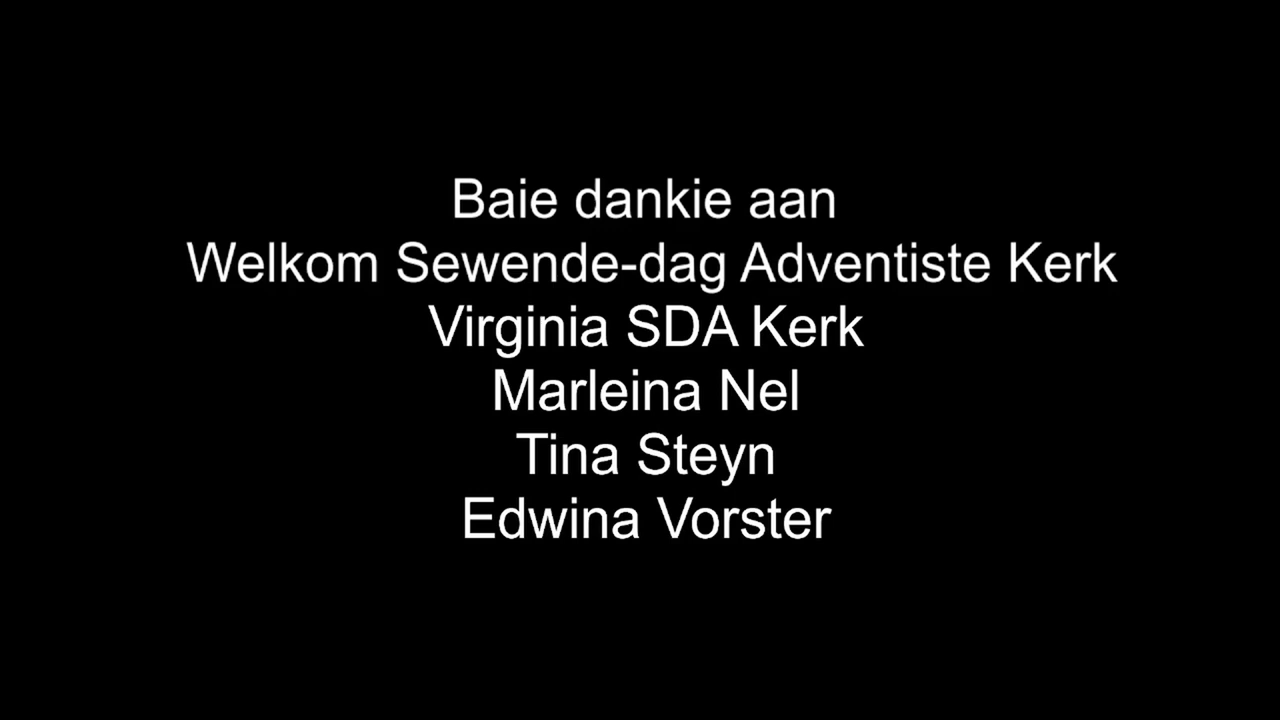 Baie dankie aan
Welkom Sewende-dag Adventiste Kerk
Virginia SDA Kerk
Marleina Nel
Tina Steyn
Edwina Vorster